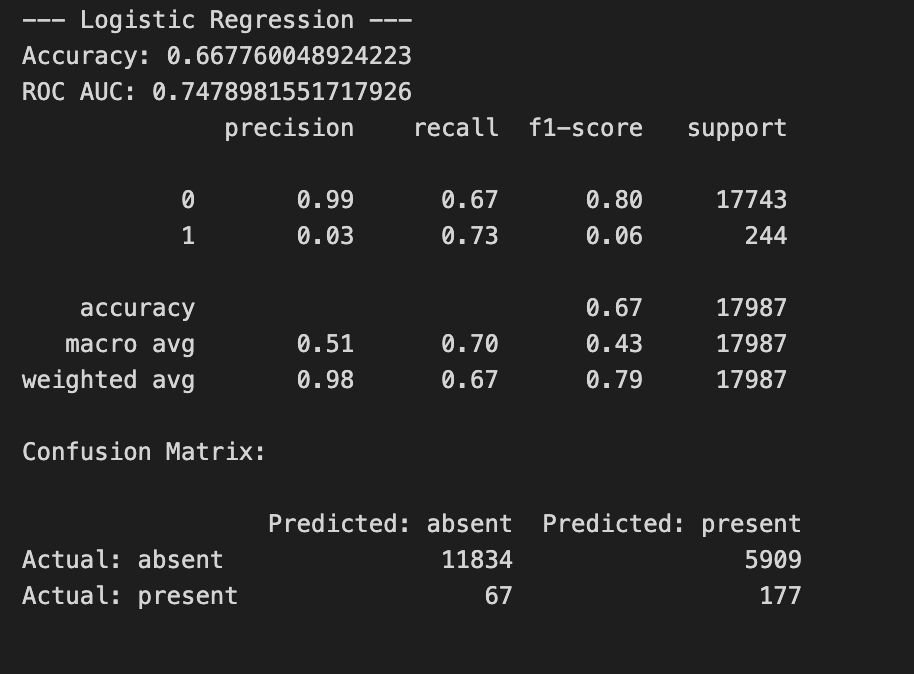 --- Logistic Regression ---
Accuracy: 0.667760048924223
ROC AUC: 0.7478981551717926
precision recall f1-score support
0 0.99 0.67 0.80 17743
1 0.03 0.73 0.06 244
accuracy 0.67 17987
macro avg 0.51 0.70 0.43 17987
weighted avg 0.98 0.67 0.79 17987
Confusion Matrix:
Predicted: absent Predicted: present
Actual: absent 11834 5909
Actual: present 67 177